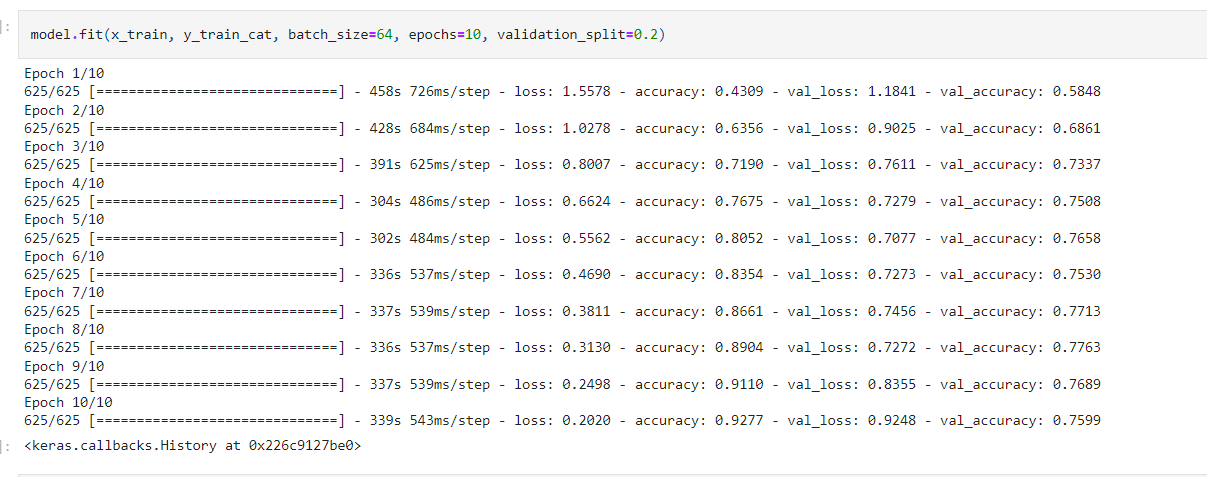 ]:
model.fit(x_train, y_train_cat, batch_size=64, epochs=10, validation_split=0.2)
Epoch 1/10
625/625 [==============================] - 458s 726ms/step - loss: 1.5578 - accuracy: 0.4309 - val_loss: 1.1841 - val_accuracy: 0.5848
Epoch 2/10
625/625 [==============================] - 428s 684ms/step - loss: 1.0278 - accuracy: 0.6356 - val_loss: 0.9025 - val_accuracy: 0.6861
Epoch 3/10
625/625 [==============================] - 391s 625ms/step - loss: 0.8007 - accuracy: 0.7190 - val_loss: 0.7611 - val_accuracy: 0.7337
Epoch 4/10
625/625 [==============================] - 304s 486ms/step - loss: 0.6624 - accuracy: 0.7675 - val_loss: 0.7279 - val_accuracy: 0.7508
Epoch 5/10
625/625 [==============================] - 302s 484ms/step - loss: 0.5562 - accuracy: 0.8052 - val_loss: 0.7077 - val_accuracy: 0.7658
Epoch 6/10
625/625 [==============================] - 336s 537ms/step - loss: 0.4690 - accuracy: 0.8354 - val_loss: 0.7273 - val_accuracy: 0.7530
Epoch 7/10
625/625 [==============================] - 337s 539ms/step - loss: 0.3811 - accuracy: 0.8661 - val_loss: 0.7456 - val_accuracy: 0.7713
Epoch 8/10
625/625 [==============================] - 336s 537ms/step - loss: 0.3130 - accuracy: 0.8904 - val_loss: 0.7272 - val_accuracy: 0.7763
Epoch 9/10
625/625 [==============================] - 337s 539ms/step - loss: 0.2498 - accuracy: 0.9110 - val_loss: 0.8355 - val_accuracy: 0.7689
Epoch 10/10
625/625 [==============================] - 339s 543ms/step - loss: 0.2020 - accuracy: 0.9277 - val_loss: 0.9248 - val_accuracy: 0.7599
]:
<keras.callbacks.History at 0x226c9127be0>